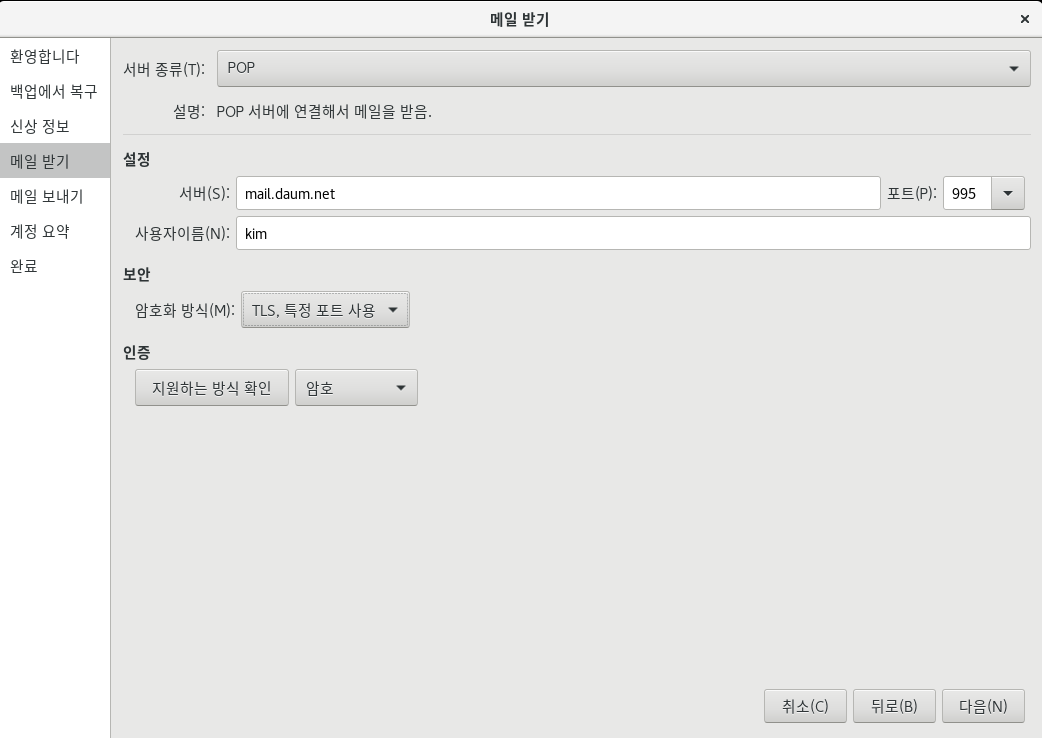 메일 받기
환영합니다
백업에서 복구
신상 정보
메일 받기
메일 보내기
계정 요약
완료
서버 종류(T): POP
설명: POP 서버에 연결해서 메일을 받음.
설정
서버(S): mail.daum.net 포트(P): 995
사용자이름(N): kim
보안
암호화 방식(M): TLS, 특정 포트 사용
인증
지원하는 방식 확인 암호
취소(C) 뒤로(B) 다음(N)